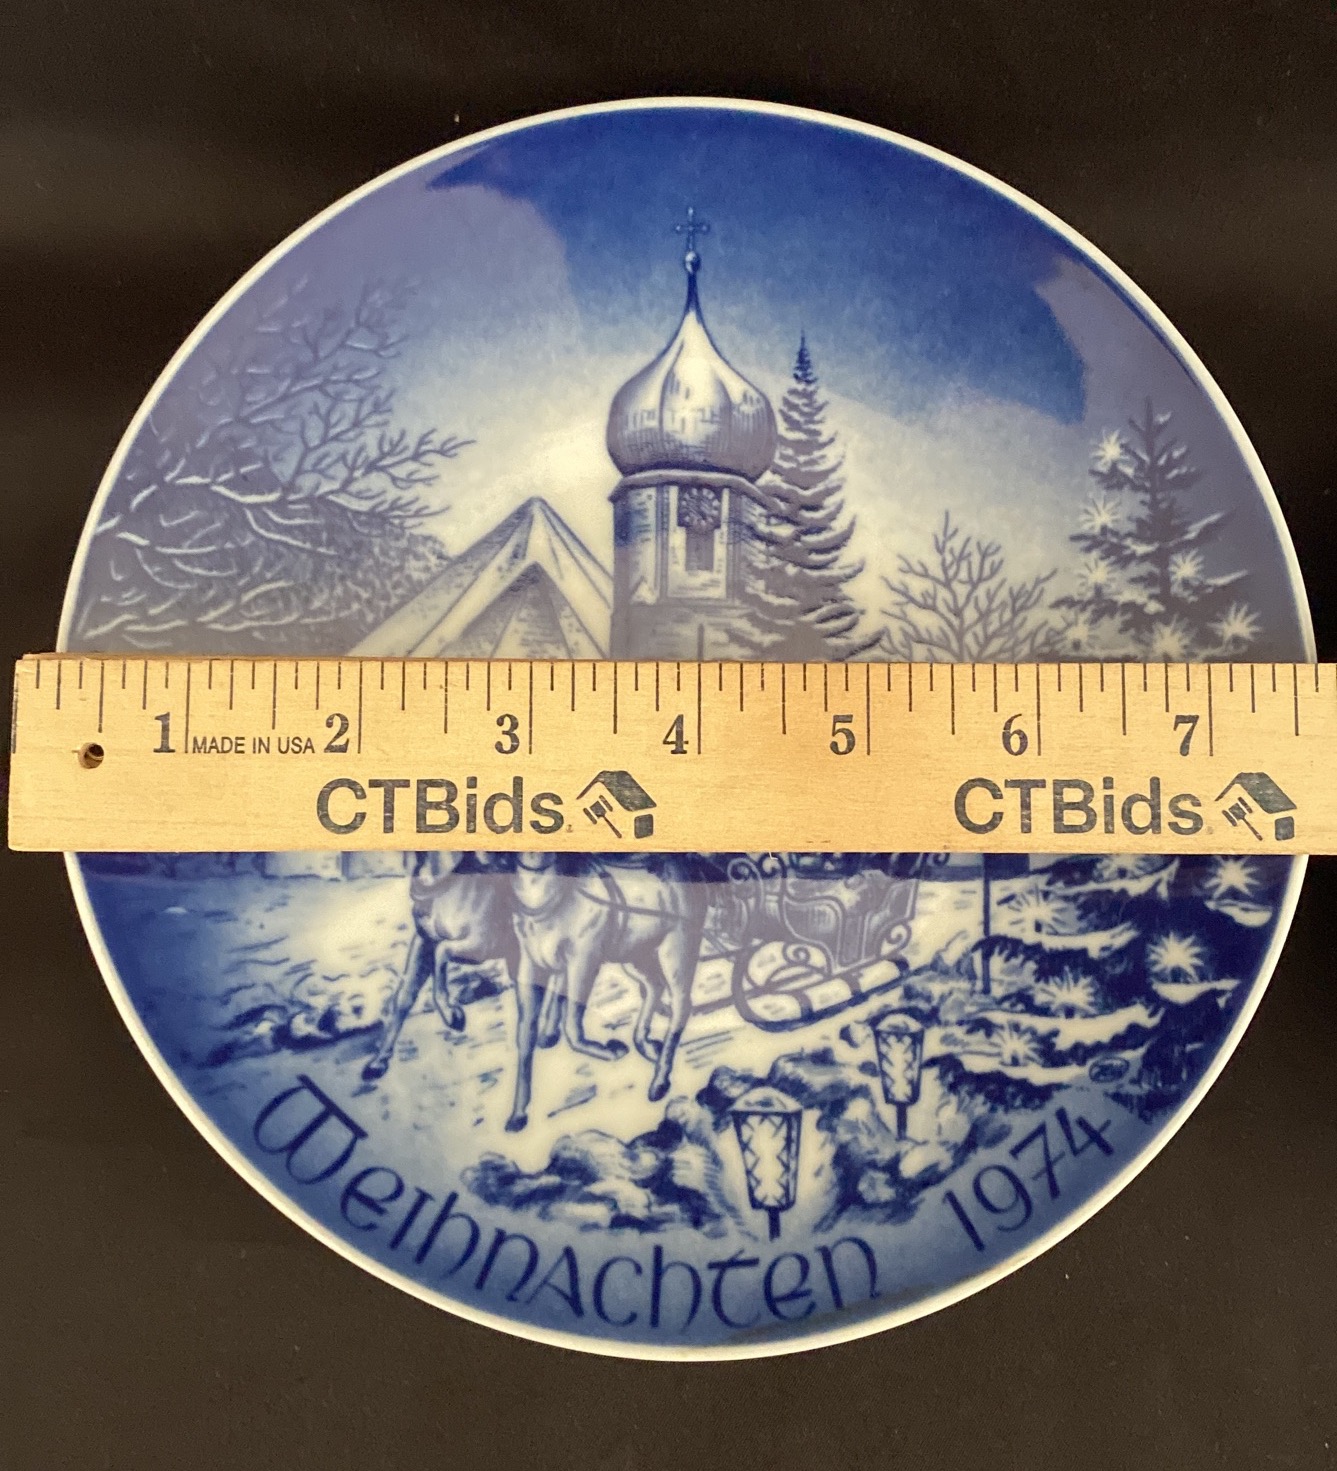 1 MADE IN USA 2 3 4 5 6 7
CTBids CTBids
Weihnachten 1974